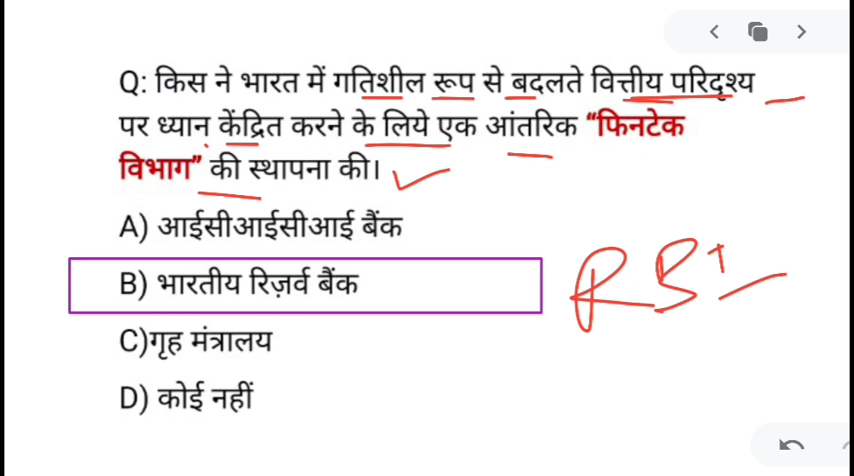 Q: किस ने भारत में गतिशील रूप से बदलते वित्तीय परिदृश्य
पर ध्यान केंद्रित करने के लिये एक आंतरिक “फिनटेक
विभाग” की स्थापना की।
A) आईसीआईसीआई बैंक
B) भारतीय रिज़र्व बैंक
RBI
C)गृह मंत्रालय
D) कोई नहीं